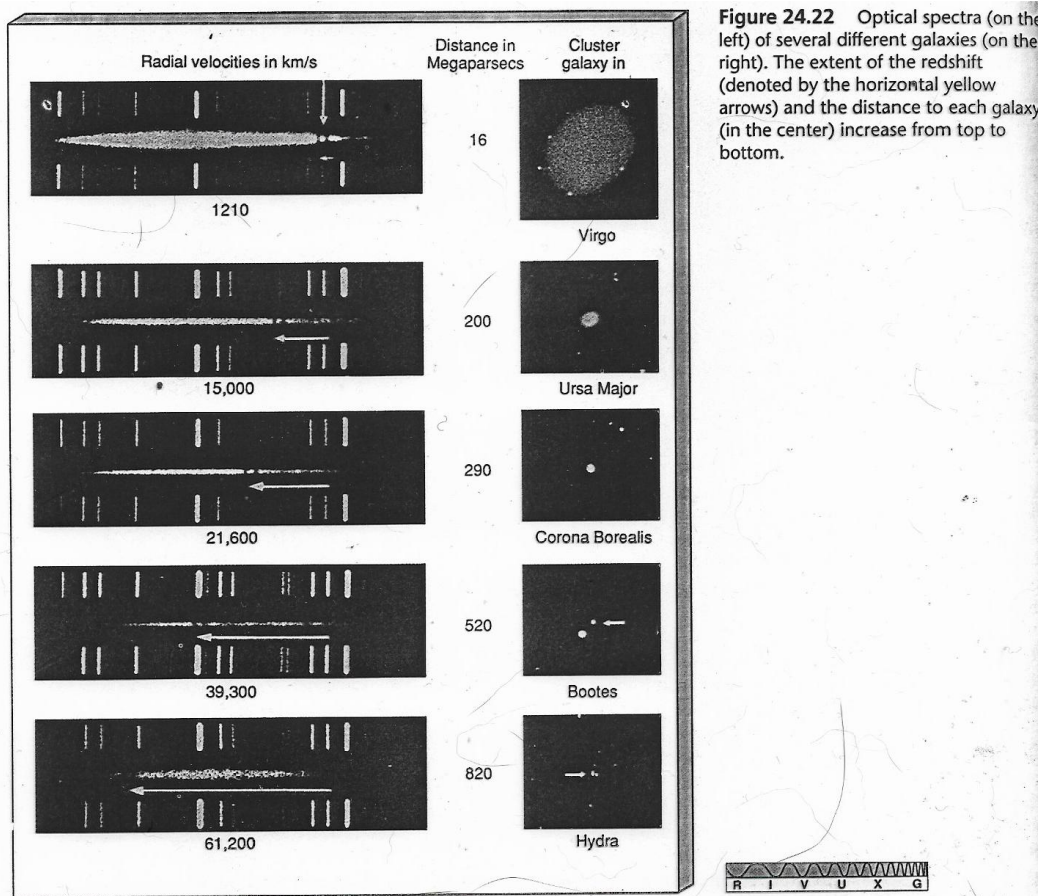 Radial velocities in km/s
Distance in
Megaparsecs
Cluster
galaxy in
16
1210
Virgo
200
15,000
Ursa Major
290
21,600
Corona Borealis
520
39,300
Bootes
820
61,200
Hydra
Figure 24.22 Optical spectra (on the
left) of several different galaxies (on the
right). The extent of the redshift
(denoted by the horizontal yellow
arrows) and the distance to each galaxy
(in the center) increase from top to
bottom.
R I V U X G